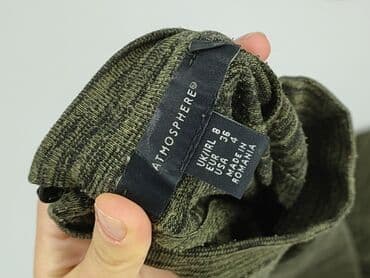 ATMOSPHERE®
UK/IRL 8
EUR 36
USA 4
MADE IN
ROMANIA